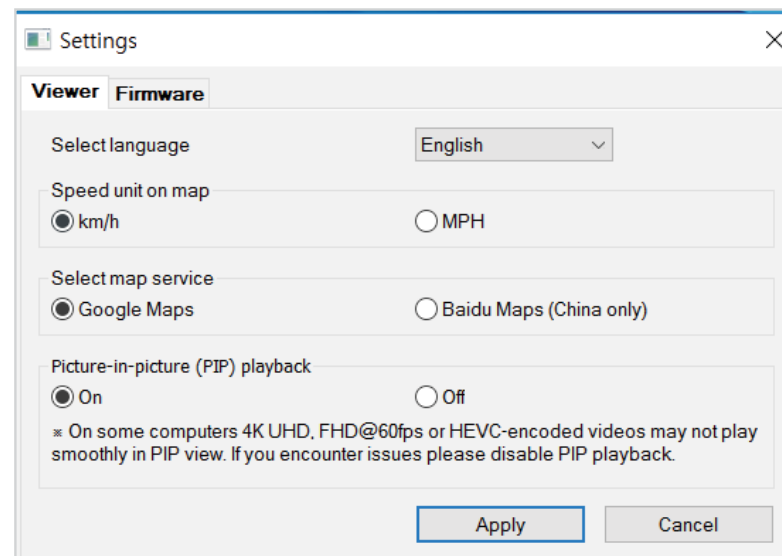 Settings
Viewer Firmware
Select language English
Speed unit on map
km/h MPH
Select map service
Google Maps Baidu Maps (China only)
Picture-in-picture (PIP) playback
On Off
※ On some computers 4K UHD, FHD@60fps or HEVC-encoded videos may not play
smoothly in PIP view. If you encounter issues please disable PIP playback.
Apply Cancel